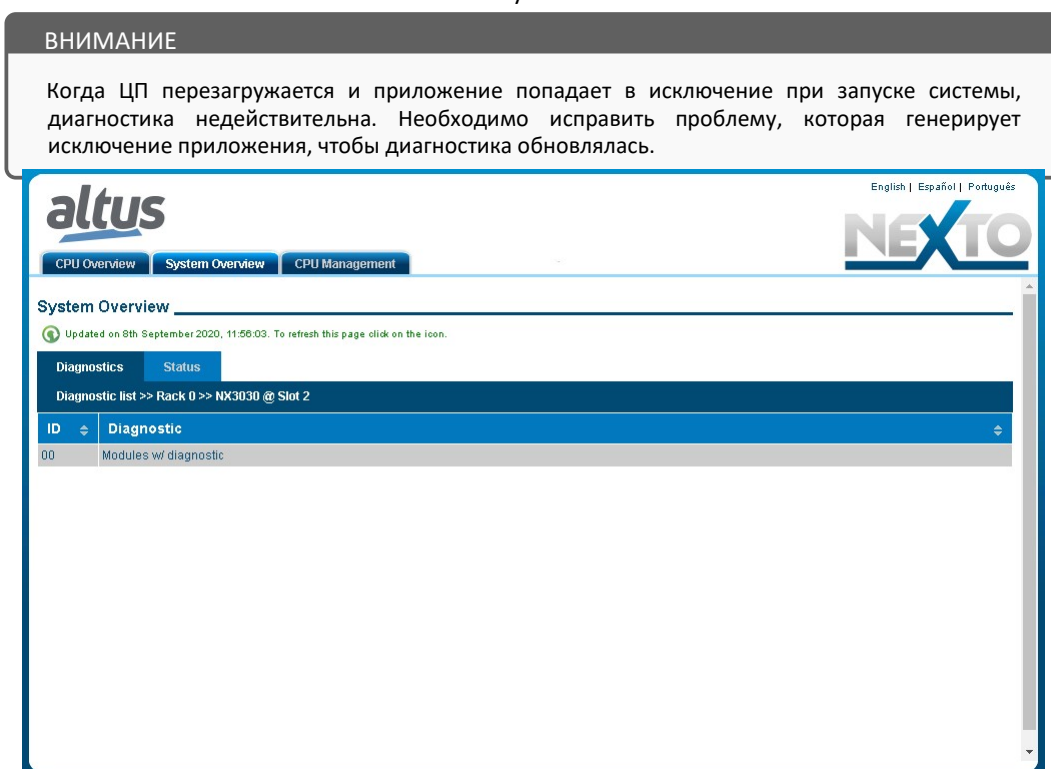 ВНИМАНИЕ
Когда ЦП перезагружается и приложение попадает в исключение при запуске системы,
диагностика недействительна. Необходимо исправить проблему, которая генерирует
исключение приложения, чтобы диагностика обновлялась.
English | Español | Português
altus
NEXTO
CPU Overview System Overview CPU Management
System Overview
Updated on 8th September 2020, 11:56:03. To refresh this page click on the icon.
Diagnostics Status
Diagnostic list >> Rack 0 >> NX3030 @ Slot 2
ID Diagnostic
00 Modules w/ diagnostic